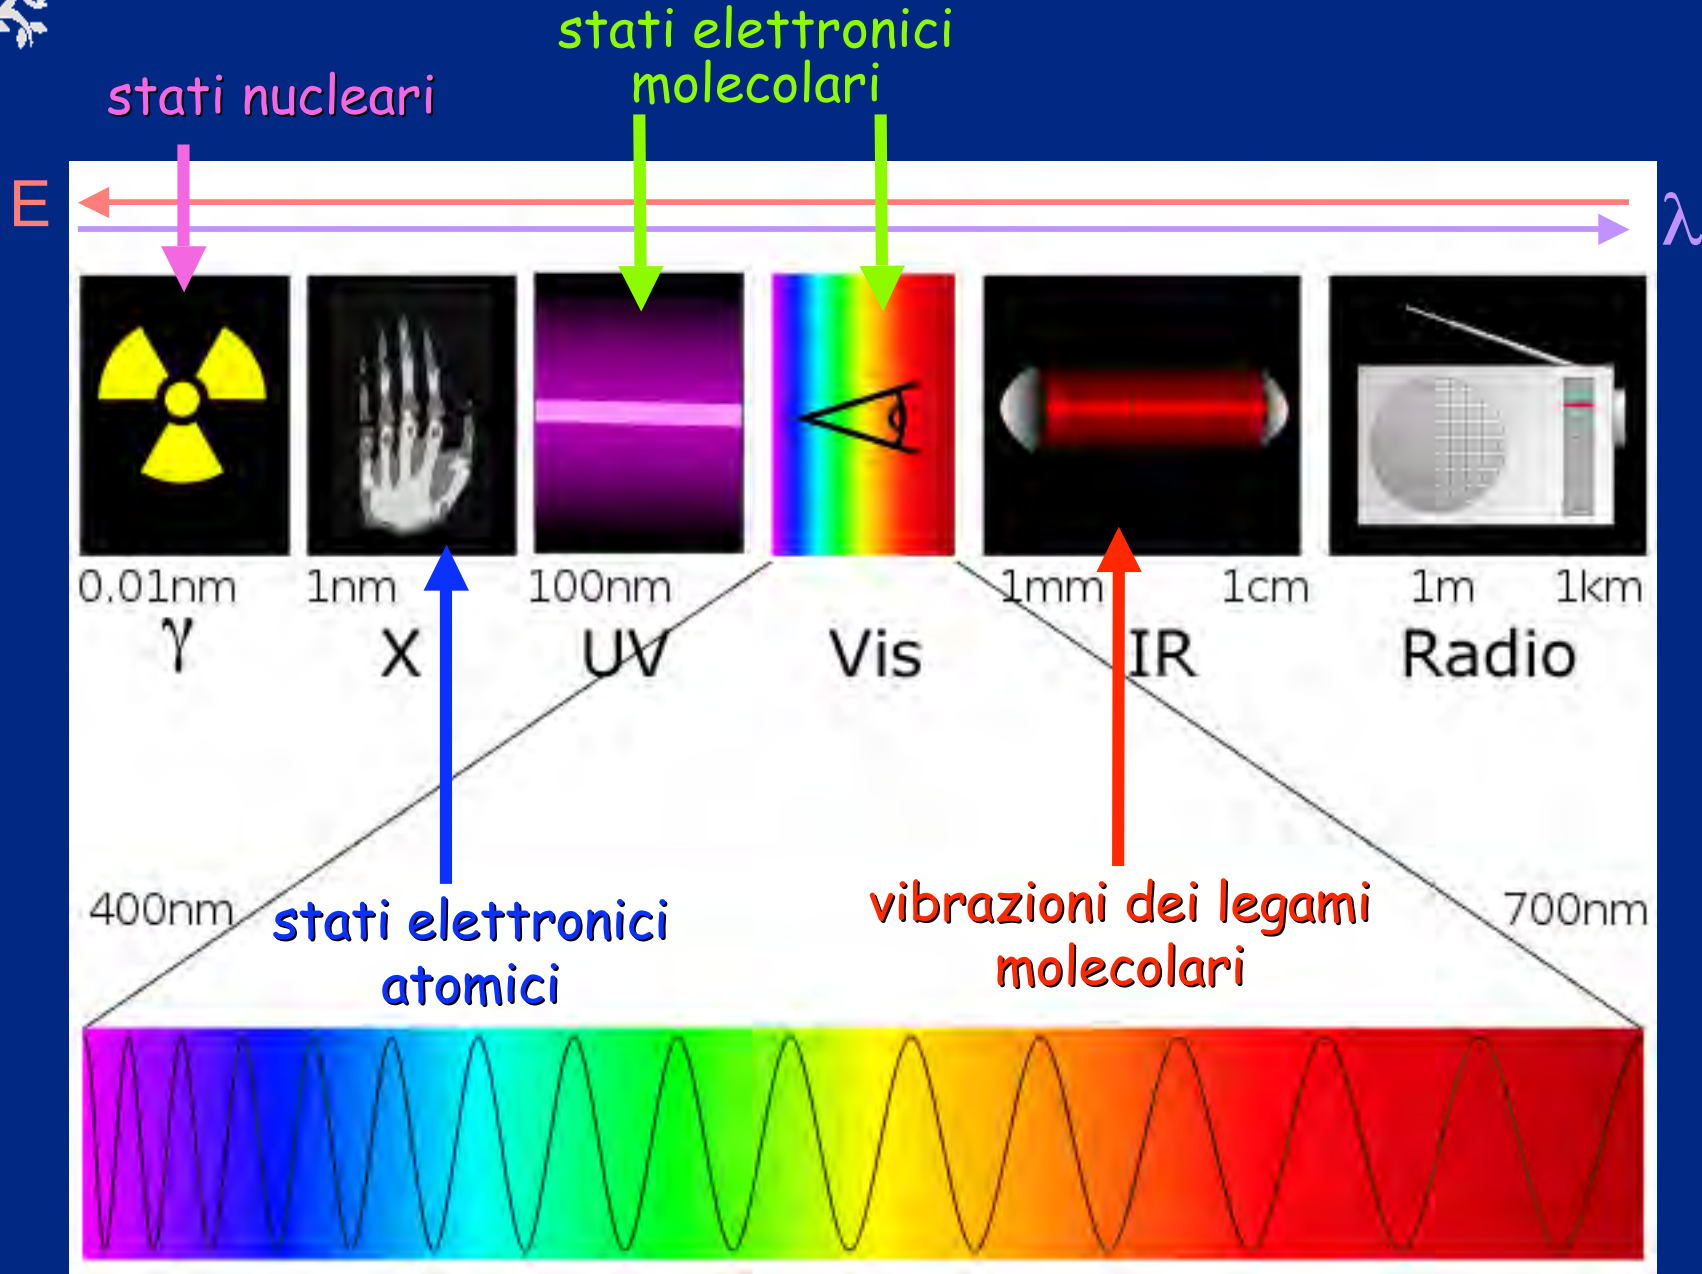 stati elettronici
molecolari
stati nucleari
E
λ
0.01nm 1nm 100nm 1mm 1cm 1m 1km
γ X UV Vis IR Radio
400nm 700nm
stati elettronici
atomici
vibrazioni dei legami
molecolari